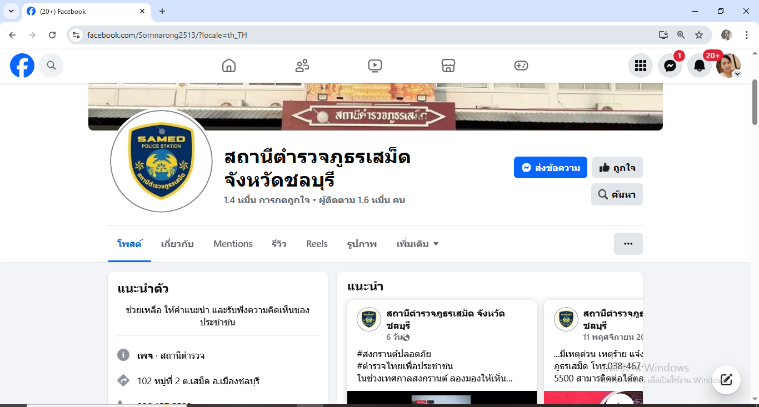 (20+) Facebook
facebook.com/Somnarong2513/?locale=th_TH
1
20+
สถานีตำรวจภูธรเสม็ด
SAMED
POLICE STATION
สถานีตำรวจภูธรเสม็ด
จังหวัดชลบุรี
ส่งข้อความ
ถูกใจ
1.4 หมื่น การกดถูกใจ • ผู้ติดตาม 1.6 หมื่น คน
ค้นหา
โพสต์
เกี่ยวกับ
Mentions
รีวิว
Reels
รูปภาพ
เพิ่มเติม
แนะนำตัว
ช่วยเหลือ ให้คำแนะนำ และรับฟังความคิดเห็นของ
ประชาชน
เพจ · สถานีตำรวจ
102 หมู่ที่ 2 ต.เสม็ด อ.เมืองชลบุรี
แนะนำ
สถานีตำรวจภูธรเสม็ด จังหวัด
ชลบุรี
6 วัน
#สงกรานต์ปลอดภัย
#ตำรวจไทยเพื่อประชาชน
ในช่วงเทศกาลสงกรานต์ ลองมองให้เห็น...
สถานีตำรวจภูธรเสม็ด
ชลบุรี
11 พฤศจิกายน
...มีเหตุด่วน เหตุร้าย แจ้ง
ภูธรเสม็ด โทร.038-467-
5500 สามารถติดต่อได้ตลอด
Windows
เพื่อเปิดใช้งาน Windows